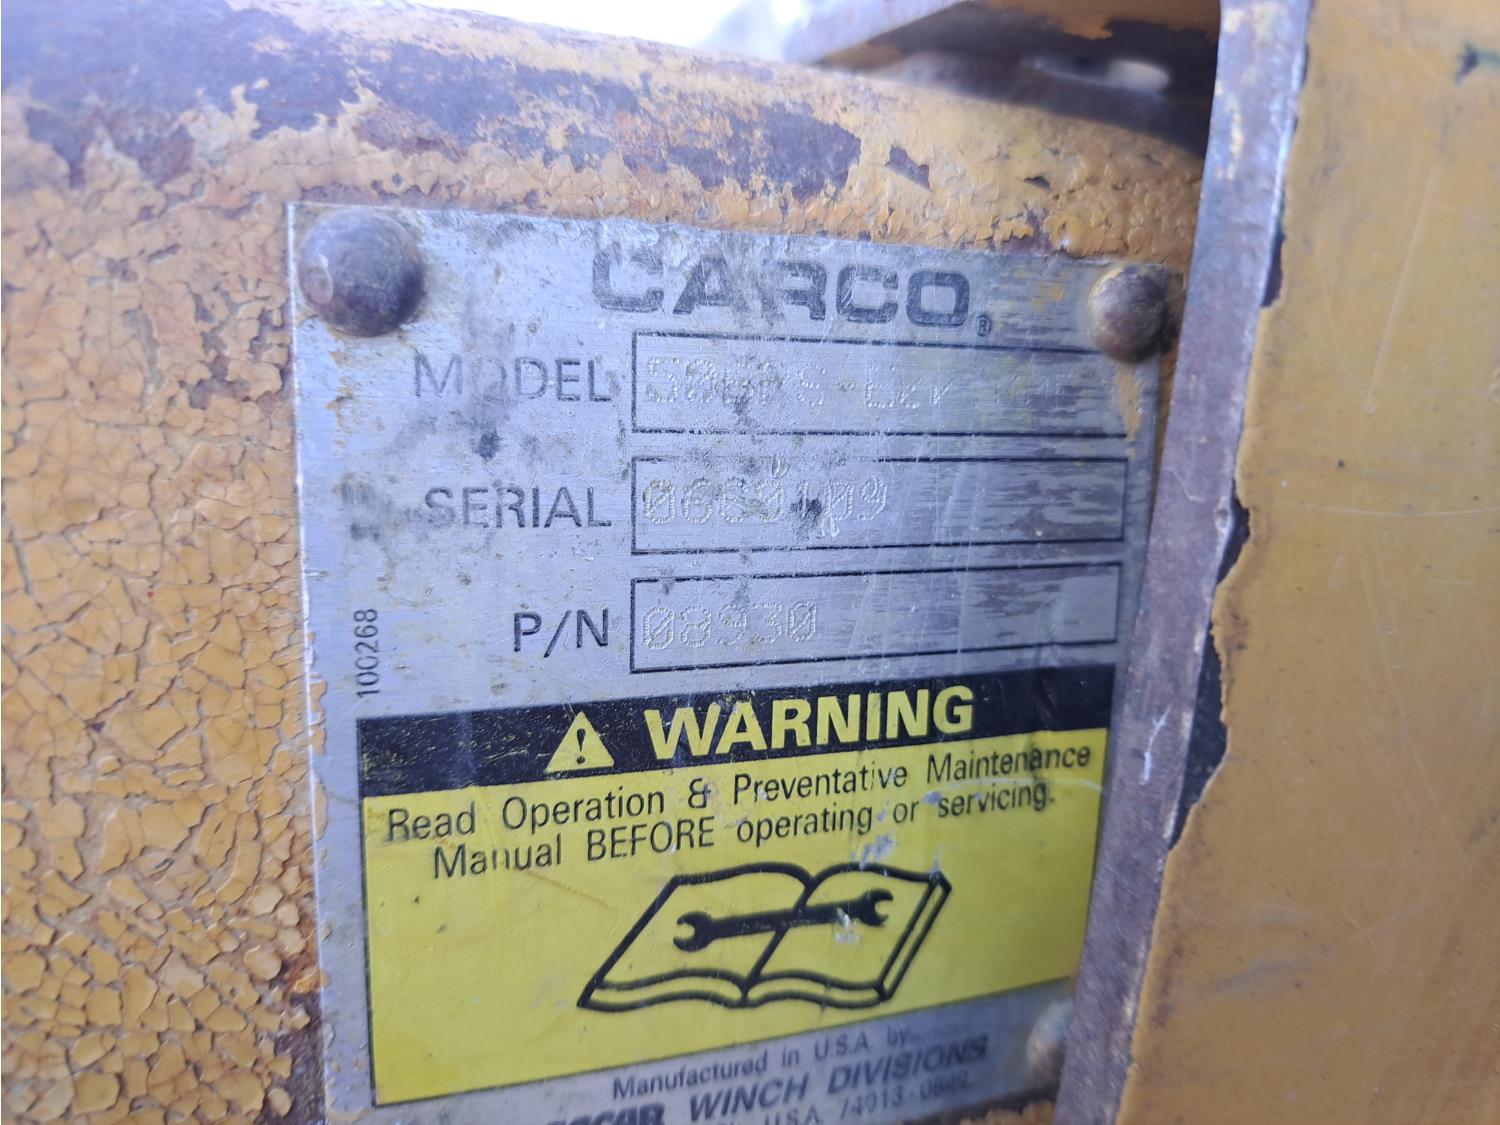 CARCO®
MODEL
SERIAL
P/N 08930
100268
WARNING
Read Operation & Preventative Maintenance
Manual BEFORE operating or servicing.
Manufactured in U.S.A by
PACCAR WINCH DIVISIONS
U.S.A.